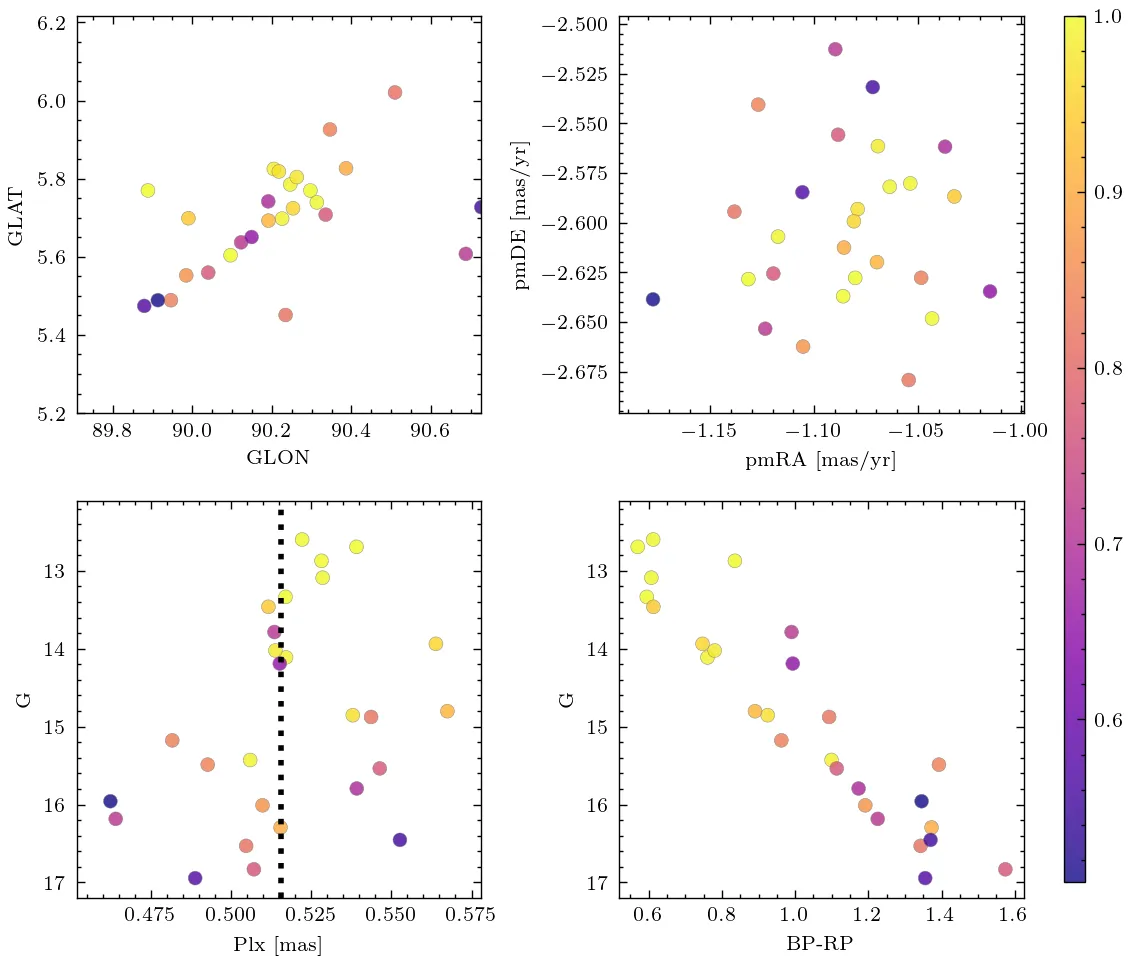 6.2
6.0
5.8
5.6
5.4
5.2
GLAT
89.8 90.0 90.2 90.4 90.6
GLON
−2.500
−2.525
−2.550
−2.575
−2.600
−2.625
−2.650
−2.675
pmDE [mas/yr]
−1.15 −1.10 −1.05 −1.00
pmRA [mas/yr]
13
14
15
16
17
G
0.475 0.500 0.525 0.550 0.575
Plx [mas]
13
14
15
16
17
G
0.6 0.8 1.0 1.2 1.4 1.6
BP-RP
1.0
0.9
0.8
0.7
0.6